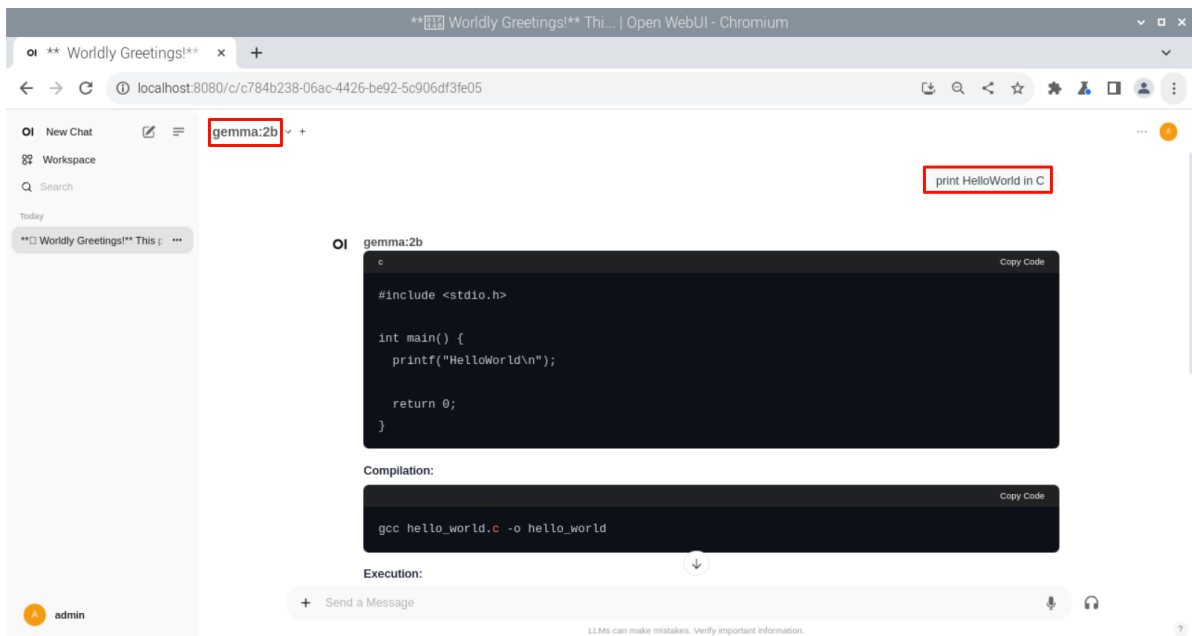 ** Worldly Greetings!** Thi... | Open WebUI - Chromium
OI ** Worldly Greetings!**
localhost:8080/c/c784b238-06ac-4426-be92-5c906df3fe05
OI New Chat
gemma:2b
A
Workspace
Search
print HelloWorld in C
Today
** Worldly Greetings!** This p
OI gemma:2b
c Copy Code
#include <stdio.h>
int main() {
printf("HelloWorld\n");
return 0;
}
Compilation:
Copy Code
gcc hello_world.c -o hello_world
Execution:
Send a Message
A admin
LLMs can make mistakes. Verify important information.
?